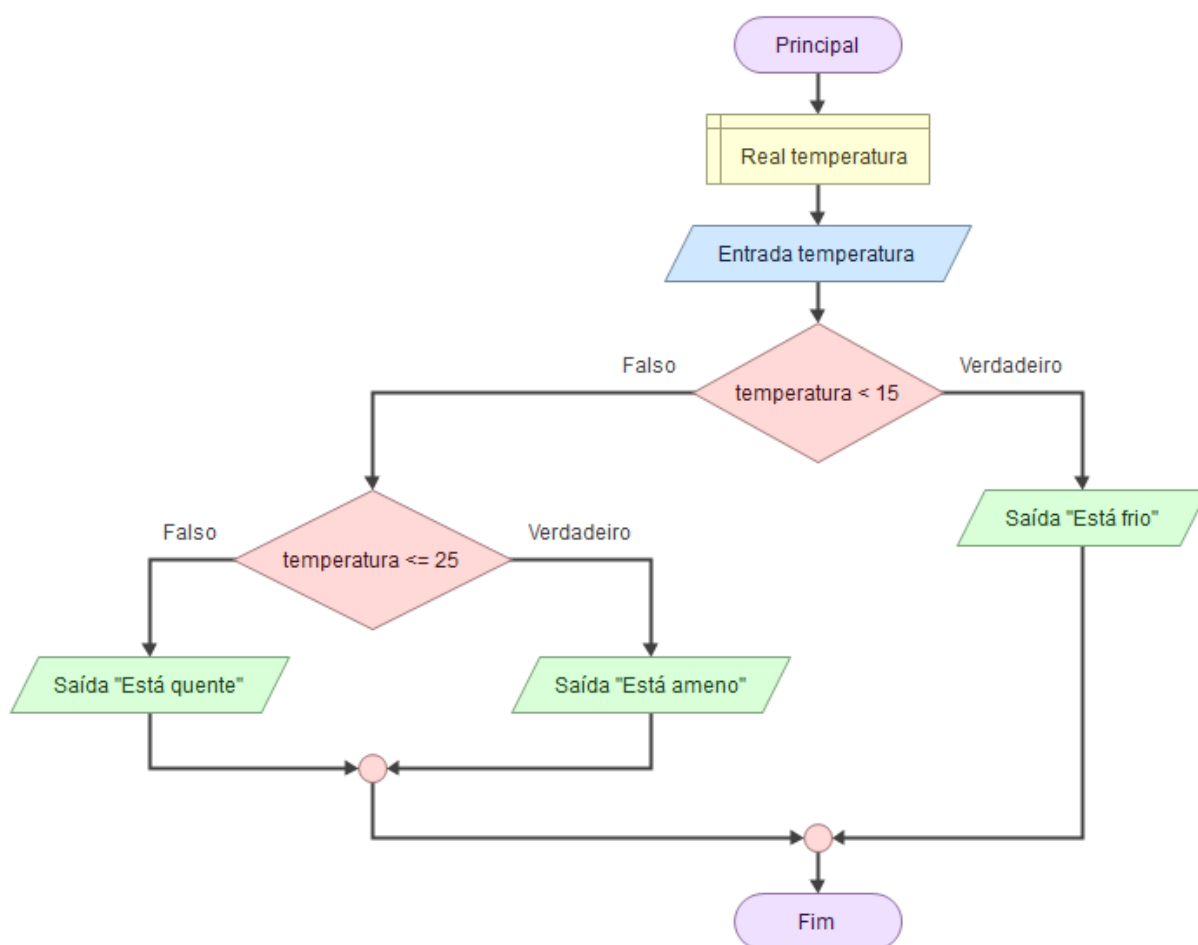 Principal
Real temperatura
Entrada temperatura
Falso
Verdadeiro
temperatura < 15
Falso
Verdadeiro
temperatura <= 25
Saída "Está frio"
Saída "Está quente"
Saída "Está ameno"
Fim